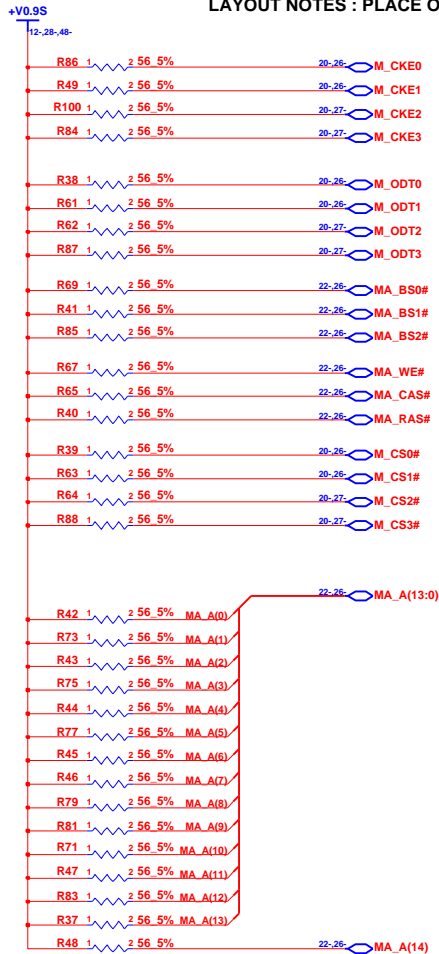 LAYOUT NOTES : PLACE O
+V0.9S
12-,28-,48-
R86 1 2 56_5% 20-,26- M_CKE0
R49 1 2 56_5% 20-,26- M_CKE1
R100 1 2 56_5% 20-,27- M_CKE2
R84 1 2 56_5% 20-,27- M_CKE3
R38 1 2 56_5% 20-,26- M_ODT0
R61 1 2 56_5% 20-,26- M_ODT1
R62 1 2 56_5% 20-,27- M_ODT2
R87 1 2 56_5% 20-,27- M_ODT3
R69 1 2 56_5% 22-,26- MA_BS0#
R41 1 2 56_5% 22-,26- MA_BS1#
R85 1 2 56_5% 22-,26- MA_BS2#
R67 1 2 56_5% 22-,26- MA_WE#
R65 1 2 56_5% 22-,26- MA_CAS#
R40 1 2 56_5% 22-,26- MA_RAS#
R39 1 2 56_5% 20-,26- M_CS0#
R63 1 2 56_5% 20-,26- M_CS1#
R64 1 2 56_5% 20-,27- M_CS2#
R88 1 2 56_5% 20-,27- M_CS3#
22-,26- MA_A(13:0)
R42 1 2 56_5% MA_A(0)
R73 1 2 56_5% MA_A(1)
R43 1 2 56_5% MA_A(2)
R75 1 2 56_5% MA_A(3)
R44 1 2 56_5% MA_A(4)
R77 1 2 56_5% MA_A(5)
R45 1 2 56_5% MA_A(6)
R46 1 2 56_5% MA_A(7)
R79 1 2 56_5% MA_A(8)
R81 1 2 56_5% MA_A(9)
R71 1 2 56_5% MA_A(10)
R47 1 2 56_5% MA_A(11)
R83 1 2 56_5% MA_A(12)
R37 1 2 56_5% MA_A(13)
R48 1 2 56_5% 22-,26- MA_A(14)